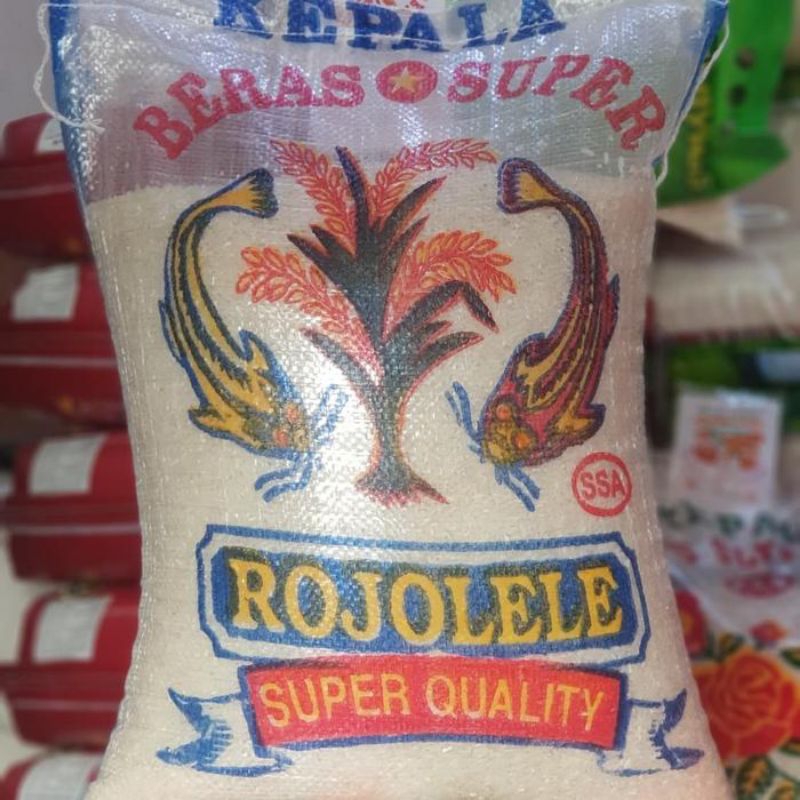 KEPALA
BERAS SUPER
SSA
ROJOLELE
SUPER QUALITY